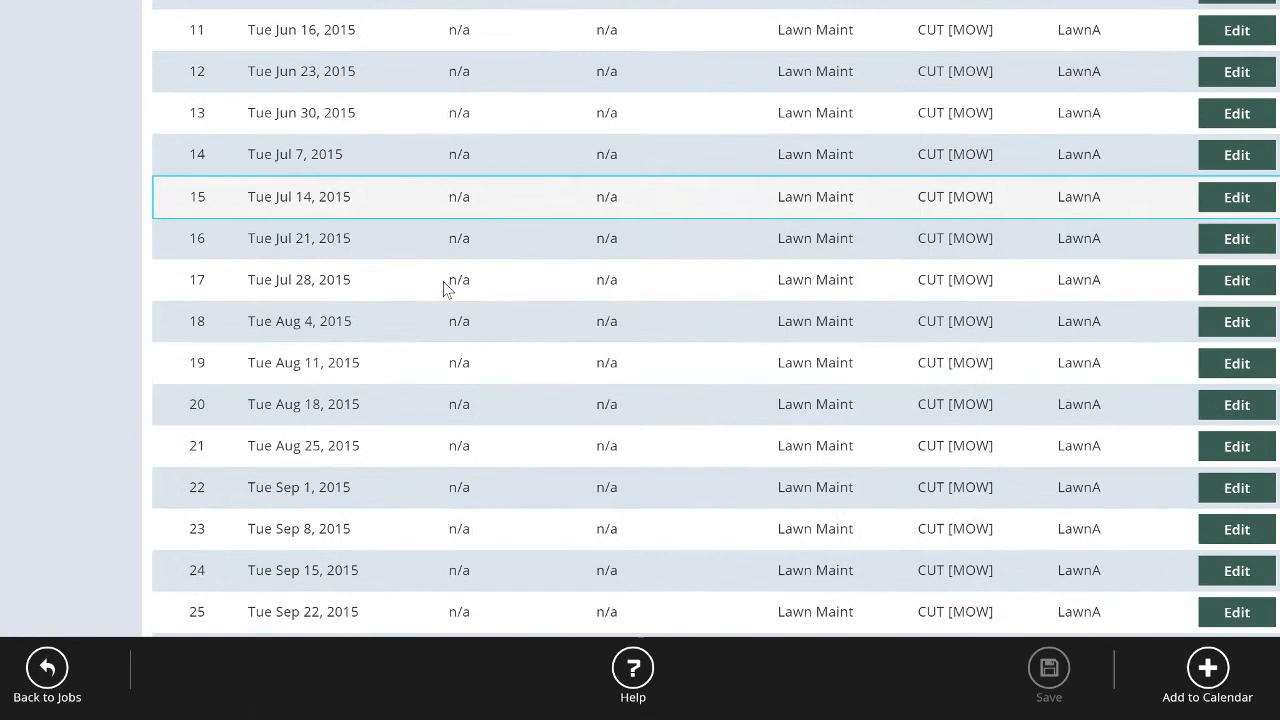 11 Tue Jun 16, 2015 n/a n/a Lawn Maint CUT [MOW] LawnA Edit
12 Tue Jun 23, 2015 n/a n/a Lawn Maint CUT [MOW] LawnA Edit
13 Tue Jun 30, 2015 n/a n/a Lawn Maint CUT [MOW] LawnA Edit
14 Tue Jul 7, 2015 n/a n/a Lawn Maint CUT [MOW] LawnA Edit
15 Tue Jul 14, 2015 n/a n/a Lawn Maint CUT [MOW] LawnA Edit
16 Tue Jul 21, 2015 n/a n/a Lawn Maint CUT [MOW] LawnA Edit
17 Tue Jul 28, 2015 n/a n/a Lawn Maint CUT [MOW] LawnA Edit
18 Tue Aug 4, 2015 n/a n/a Lawn Maint CUT [MOW] LawnA Edit
19 Tue Aug 11, 2015 n/a n/a Lawn Maint CUT [MOW] LawnA Edit
20 Tue Aug 18, 2015 n/a n/a Lawn Maint CUT [MOW] LawnA Edit
21 Tue Aug 25, 2015 n/a n/a Lawn Maint CUT [MOW] LawnA Edit
22 Tue Sep 1, 2015 n/a n/a Lawn Maint CUT [MOW] LawnA Edit
23 Tue Sep 8, 2015 n/a n/a Lawn Maint CUT [MOW] LawnA Edit
24 Tue Sep 15, 2015 n/a n/a Lawn Maint CUT [MOW] LawnA Edit
25 Tue Sep 22, 2015 n/a n/a Lawn Maint CUT [MOW] LawnA Edit
?
Back to Jobs Help Save Add to Calendar